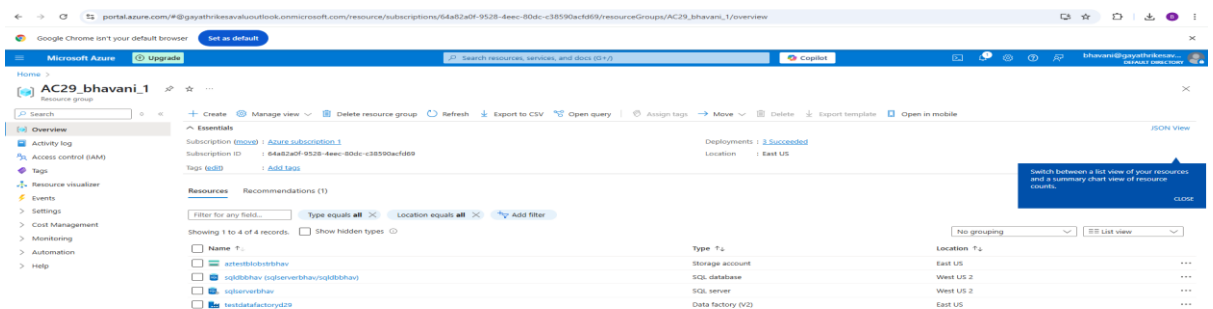 portal.azure.com/#@gayathrikesavaluoutlook.onmicrosoft.com/resource/subscriptions/64a82a0f-9528-4eec-80dc-c38590acfd69/resourceGroups/AC29_bhavani_1/overview
Google Chrome isn't your default browser Set as default
Microsoft Azure Upgrade Search resources, services, and docs (G+/) Copilot bhavani@gayathrikesav...
DEFAULT DIRECTORY
Home >
AC29_bhavani_1
Resource group
Search
Overview
Activity log
Access control (IAM)
Tags
Resource visualizer
Events
Settings
Cost Management
Monitoring
Automation
Help
Create Manage view Delete resource group Refresh Export to CSV Open query Assign tags Move Delete Export template Open in mobile
Essentials JSON View
Subscription (move) : Azure subscription 1 Deployments : 3 Succeeded
Subscription ID : 64a82a0f-9528-4eec-80dc-c38590acfd69 Location : East US
Tags (edit) : Add tags
Switch between a list view of your resources
and a summary chart view of resource
counts.
CLOSE
Resources Recommendations (1)
Filter for any field... Type equals all Location equals all Add filter
Showing 1 to 4 of 4 records. Show hidden types No grouping List view
Name Type Location
aztestblobstrbhav Storage account East US
sqldbbhav (sqlserverbhav/sqldbbhav) SQL database West US 2
sqlserverbhav SQL server West US 2
testdatafactoryd29 Data factory (V2) East US